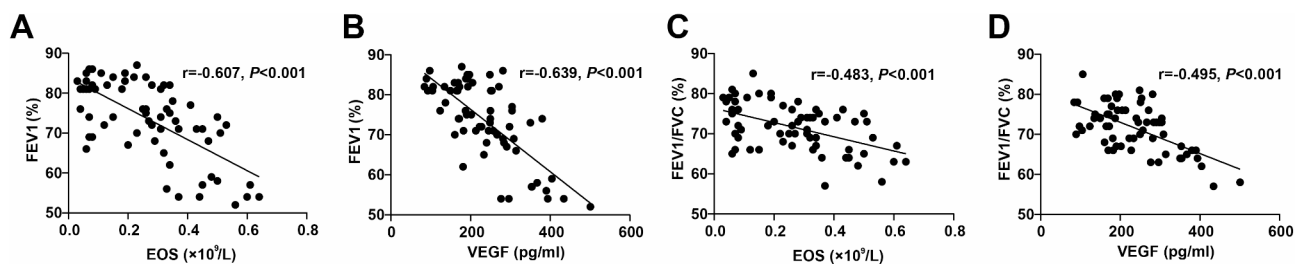 A
r=-0.607, P<0.001
FEV1 (%)
90
80
70
60
50
0.0 0.2 0.4 0.6 0.8
EOS (×10⁹/L)
B
r=-0.639, P<0.001
FEV1 (%)
90
80
70
60
50
0 200 400 600
VEGF (pg/ml)
C
r=-0.483, P<0.001
FEV1/FVC (%)
90
80
70
60
50
0.0 0.2 0.4 0.6 0.8
EOS (×10⁹/L)
D
r=-0.495, P<0.001
FEV1/FVC (%)
90
80
70
60
50
0 200 400 600
VEGF (pg/ml)